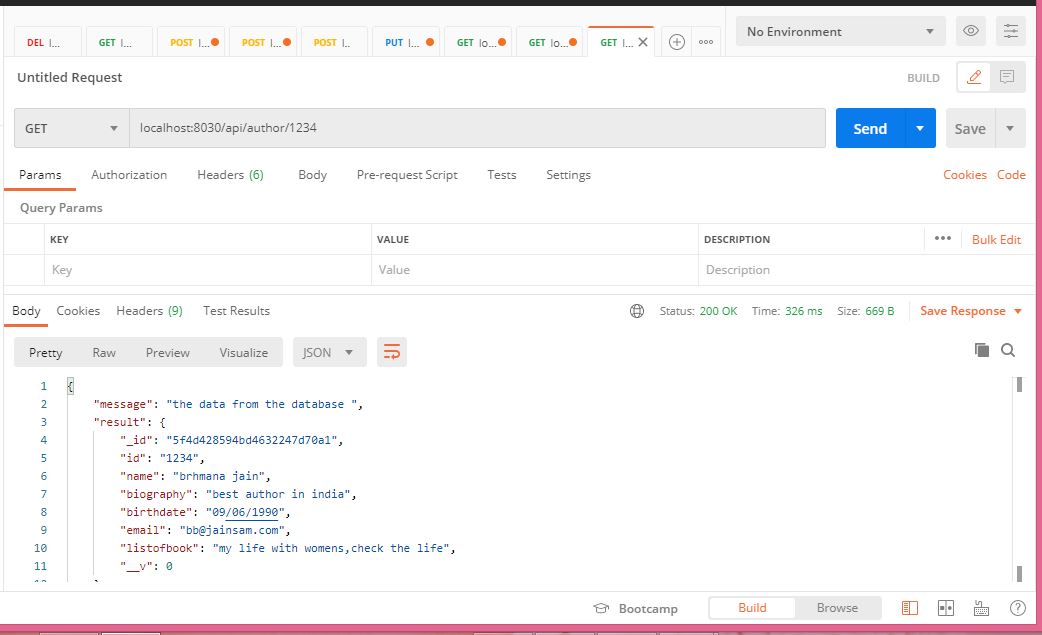 DEL l... GET l... POST l... POST l... POST l.. PUT l... GET lo... GET lo... GET l... No Environment
Untitled Request BUILD
GET localhost:8030/api/author/1234 Send Save
Params Authorization Headers (6) Body Pre-request Script Tests Settings Cookies Code
Query Params
KEY VALUE DESCRIPTION ••• Bulk Edit
Key Value Description
Body Cookies Headers (9) Test Results Status: 200 OK Time: 326 ms Size: 669 B Save Response
Pretty Raw Preview Visualize JSON
1 {
2 "message": "the data from the database ",
3 "result": {
4 "_id": "5f4d428594bd4632247d70a1",
5 "id": "1234",
6 "name": "brhmana jain",
7 "biography": "best author in india",
8 "birthdate": "09/06/1990",
9 "email": "bb@jainsam.com",
10 "listofbook": "my life with womens,check the life",
11 "__v": 0
Bootcamp Build Browse ?